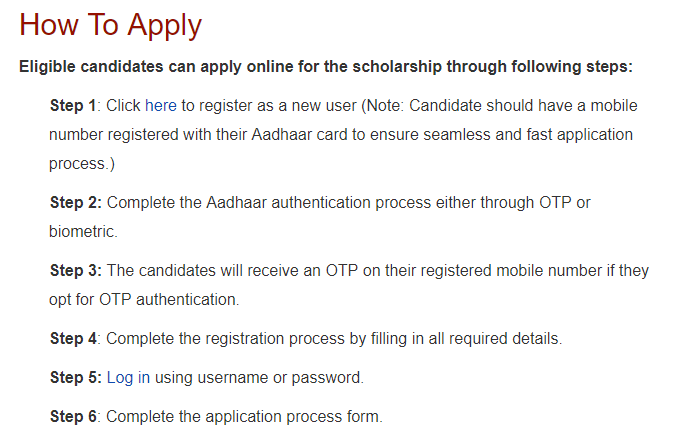 How To Apply
Eligible candidates can apply online for the scholarship through following steps:
Step 1: Click here to register as a new user (Note: Candidate should have a mobile
number registered with their Aadhaar card to ensure seamless and fast application
process.)
Step 2: Complete the Aadhaar authentication process either through OTP or
biometric.
Step 3: The candidates will receive an OTP on their registered mobile number if they
opt for OTP authentication.
Step 4: Complete the registration process by filling in all required details.
Step 5: Log in using username or password.
Step 6: Complete the application process form.